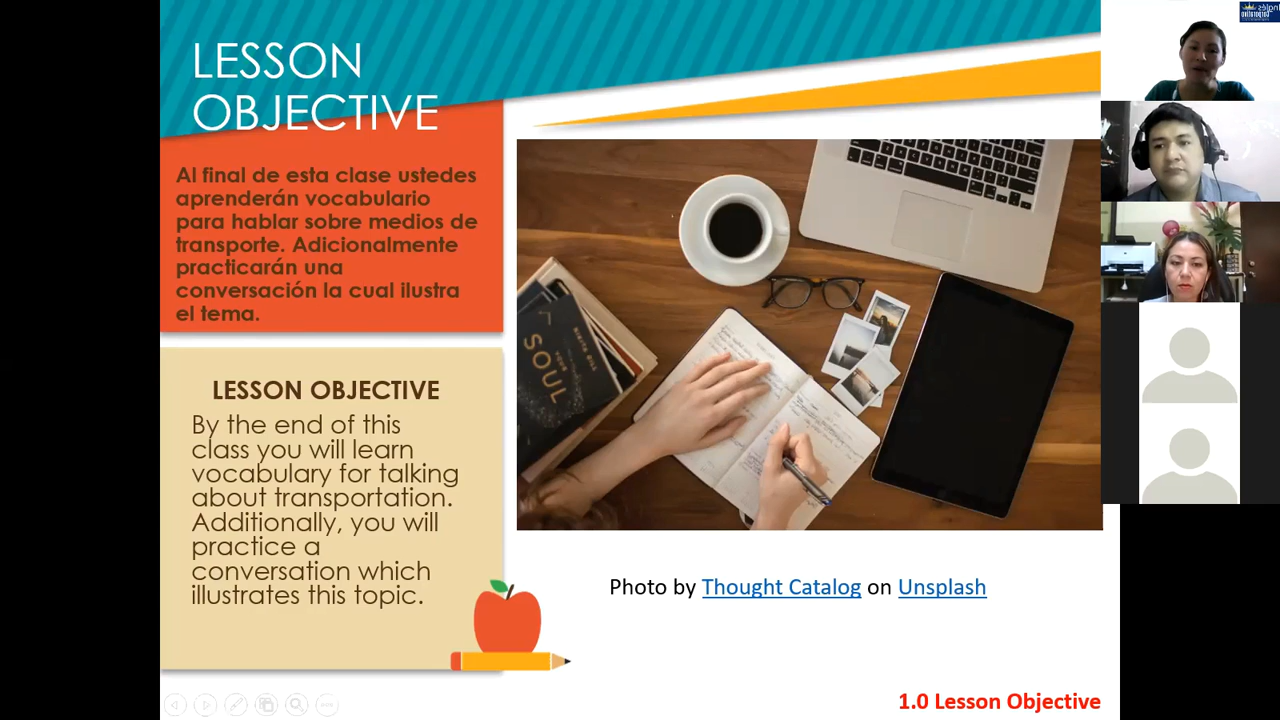 LESSON
OBJECTIVE
Al final de esta clase ustedes
aprenderán vocabulario
para hablar sobre medios de
transporte. Adicionalmente
practicarán una
conversación la cual ilustra
el tema.
LESSON OBJECTIVE
By the end of this
class you will learn
vocabulary for talking
about transportation.
Additionally, you will
practice a
conversation which
illustrates this topic.
SOUL
Photo by Thought Catalog on Unsplash
1.0 Lesson Objective